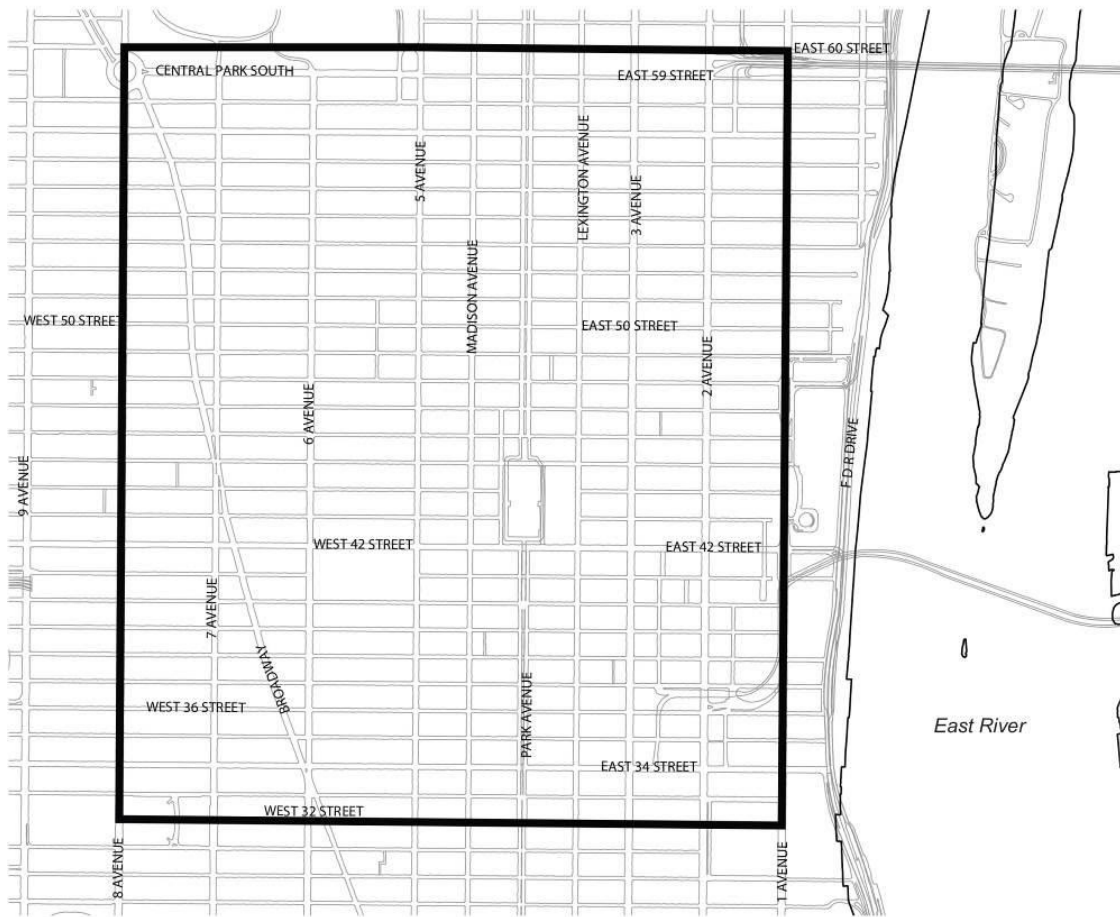 EAST 60 STREET
CENTRAL PARK SOUTH
EAST 59 STREET
5 AVENUE
MADISON AVENUE
LEXINGTON AVENUE
3 AVENUE
WEST 50 STREET
EAST 50 STREET
2 AVENUE
6 AVENUE
9 AVENUE
F D R DRIVE
WEST 42 STREET
EAST 42 STREET
7 AVENUE
BROADWAY
WEST 36 STREET
PARK AVENUE
East River
EAST 34 STREET
WEST 32 STREET
8 AVENUE
1 AVENUE